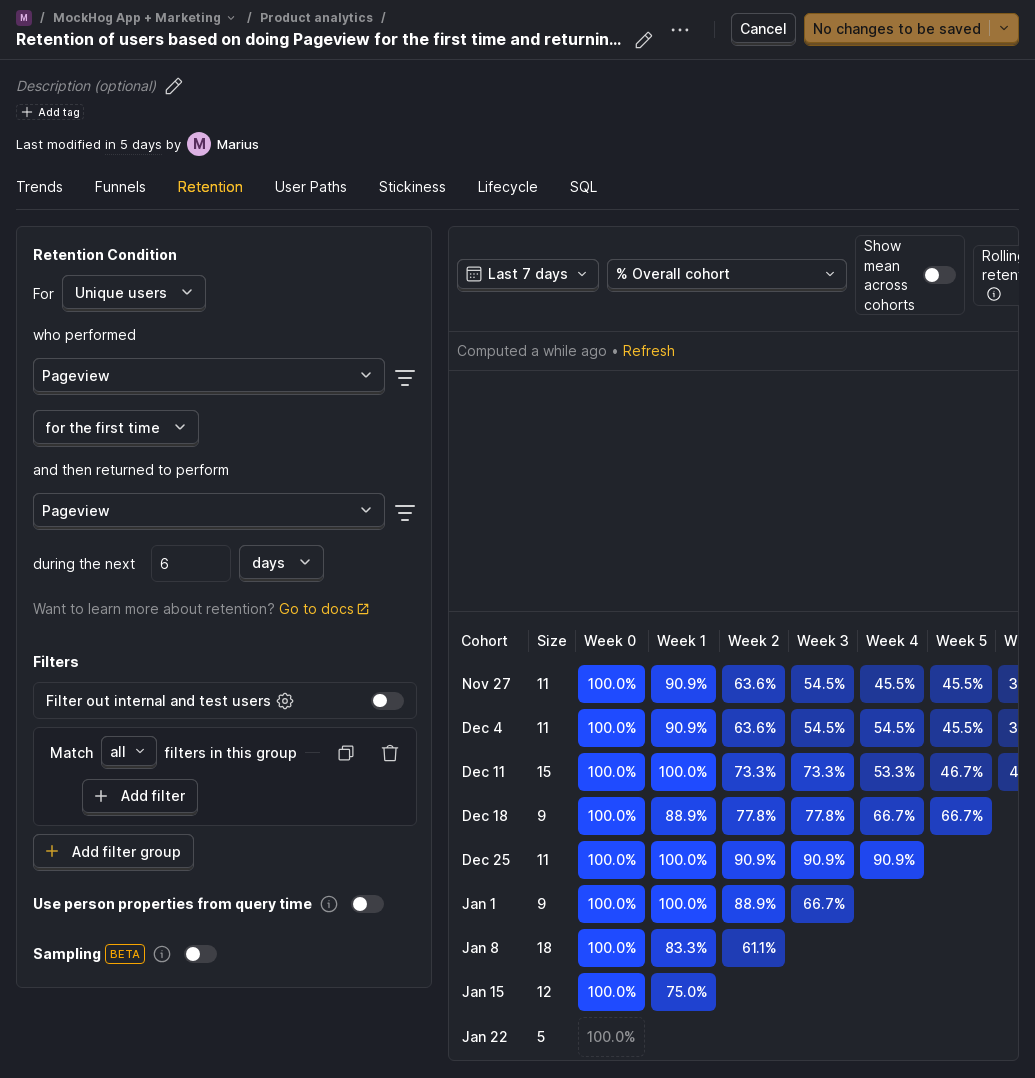 M / MockHog App + Marketing / Product analytics /
Retention of users based on doing Pageview for the first time and returnin...
Cancel
No changes to be saved
Description (optional)
Add tag
Last modified in 5 days by M Marius
Trends Funnels Retention User Paths Stickiness Lifecycle SQL
Retention Condition
For Unique users
who performed
Pageview
for the first time
and then returned to perform
Pageview
during the next 6 days
Want to learn more about retention? Go to docs
Filters
Filter out internal and test users
Match all filters in this group
Add filter
Add filter group
Use person properties from query time
Sampling BETA
Last 7 days
% Overall cohort
Show
mean
across
cohorts
Rolling
reten
Computed a while ago • Refresh
Cohort Size Week 0 Week 1 Week 2 Week 3 Week 4 Week 5 W
Nov 27 11 100.0% 90.9% 63.6% 54.5% 45.5% 45.5% 3
Dec 4 11 100.0% 90.9% 63.6% 54.5% 54.5% 45.5% 3
Dec 11 15 100.0% 100.0% 73.3% 73.3% 53.3% 46.7% 4
Dec 18 9 100.0% 88.9% 77.8% 77.8% 66.7% 66.7%
Dec 25 11 100.0% 100.0% 90.9% 90.9% 90.9%
Jan 1 9 100.0% 100.0% 88.9% 66.7%
Jan 8 18 100.0% 83.3% 61.1%
Jan 15 12 100.0% 75.0%
Jan 22 5 100.0%